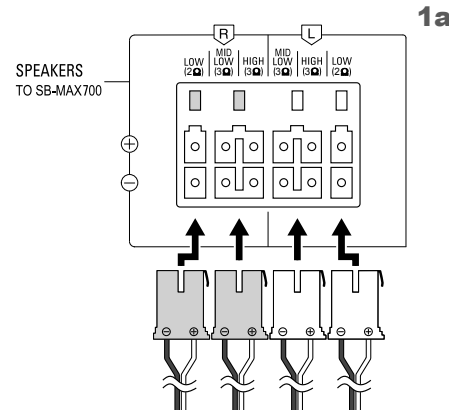 1a
R L
LOW (2Ω) MID LOW (3Ω) HIGH (3Ω) MID LOW (3Ω) HIGH (3Ω) LOW (2Ω)
SPEAKERS
TO SB-MAX700
⊕
⊖
⊖ ⊕ ⊖ ⊕ ⊖ ⊕ ⊖ ⊕